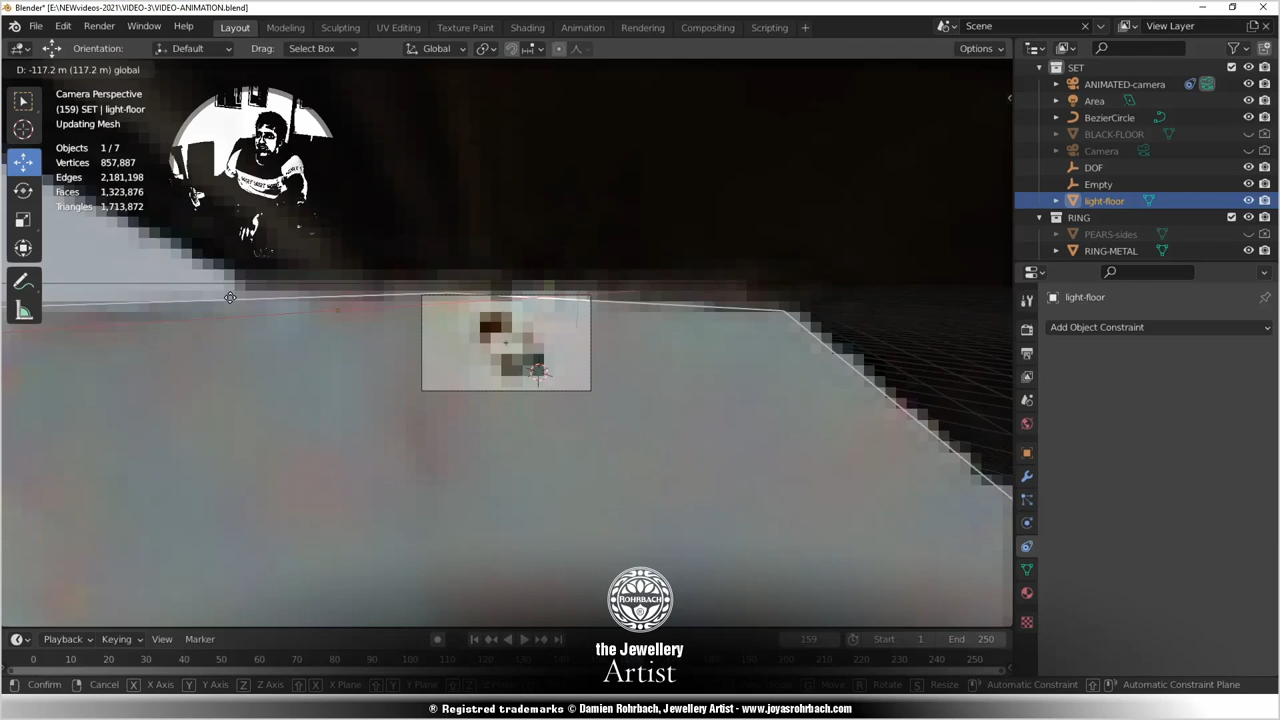 Blender* [E:\NEWvideos-2021\VIDEO-3\VIDEO-ANIMATION.blend]
File Edit Render Window Help Layout Modeling Sculpting UV Editing Texture Paint Shading Animation Rendering Compositing Scripting + Scene View Layer
Orientation: Default Drag: Select Box Global Options
D: -117.2 m (117.2 m) global
Camera Perspective
(159) SET | light-floor
Updating Mesh
Objects 1/7
Vertices 857,887
Edges 2,181,198
Faces 1,323,876
Triangles 1,713,872
SET
ANIMATED-camera
Area
BezierCircle
BLACK-FLOOR
Camera
DOF
Empty
light-floor
RING
PEARS-sides
RING-METAL
light-floor
Add Object Constraint
ROHRBACH
the Jewellery
Artist
Playback Keying View Marker 159 Start 1 End 250
0 10 20 30 40 50 60 70 80 90 100 110 120 130 140 150 160 170 180 190 200 210 220 230 240 250
Confirm Cancel X X Axis Y Y Axis Z Z Axis X X Plane Y Y Plane Z Z Plane G Move R Rotate S Resize Automatic Constraint Automatic Constraint Plane
® Registered trademarks © Damien Rohrbach, Jewellery Artist - www.joyasrohrbach.com